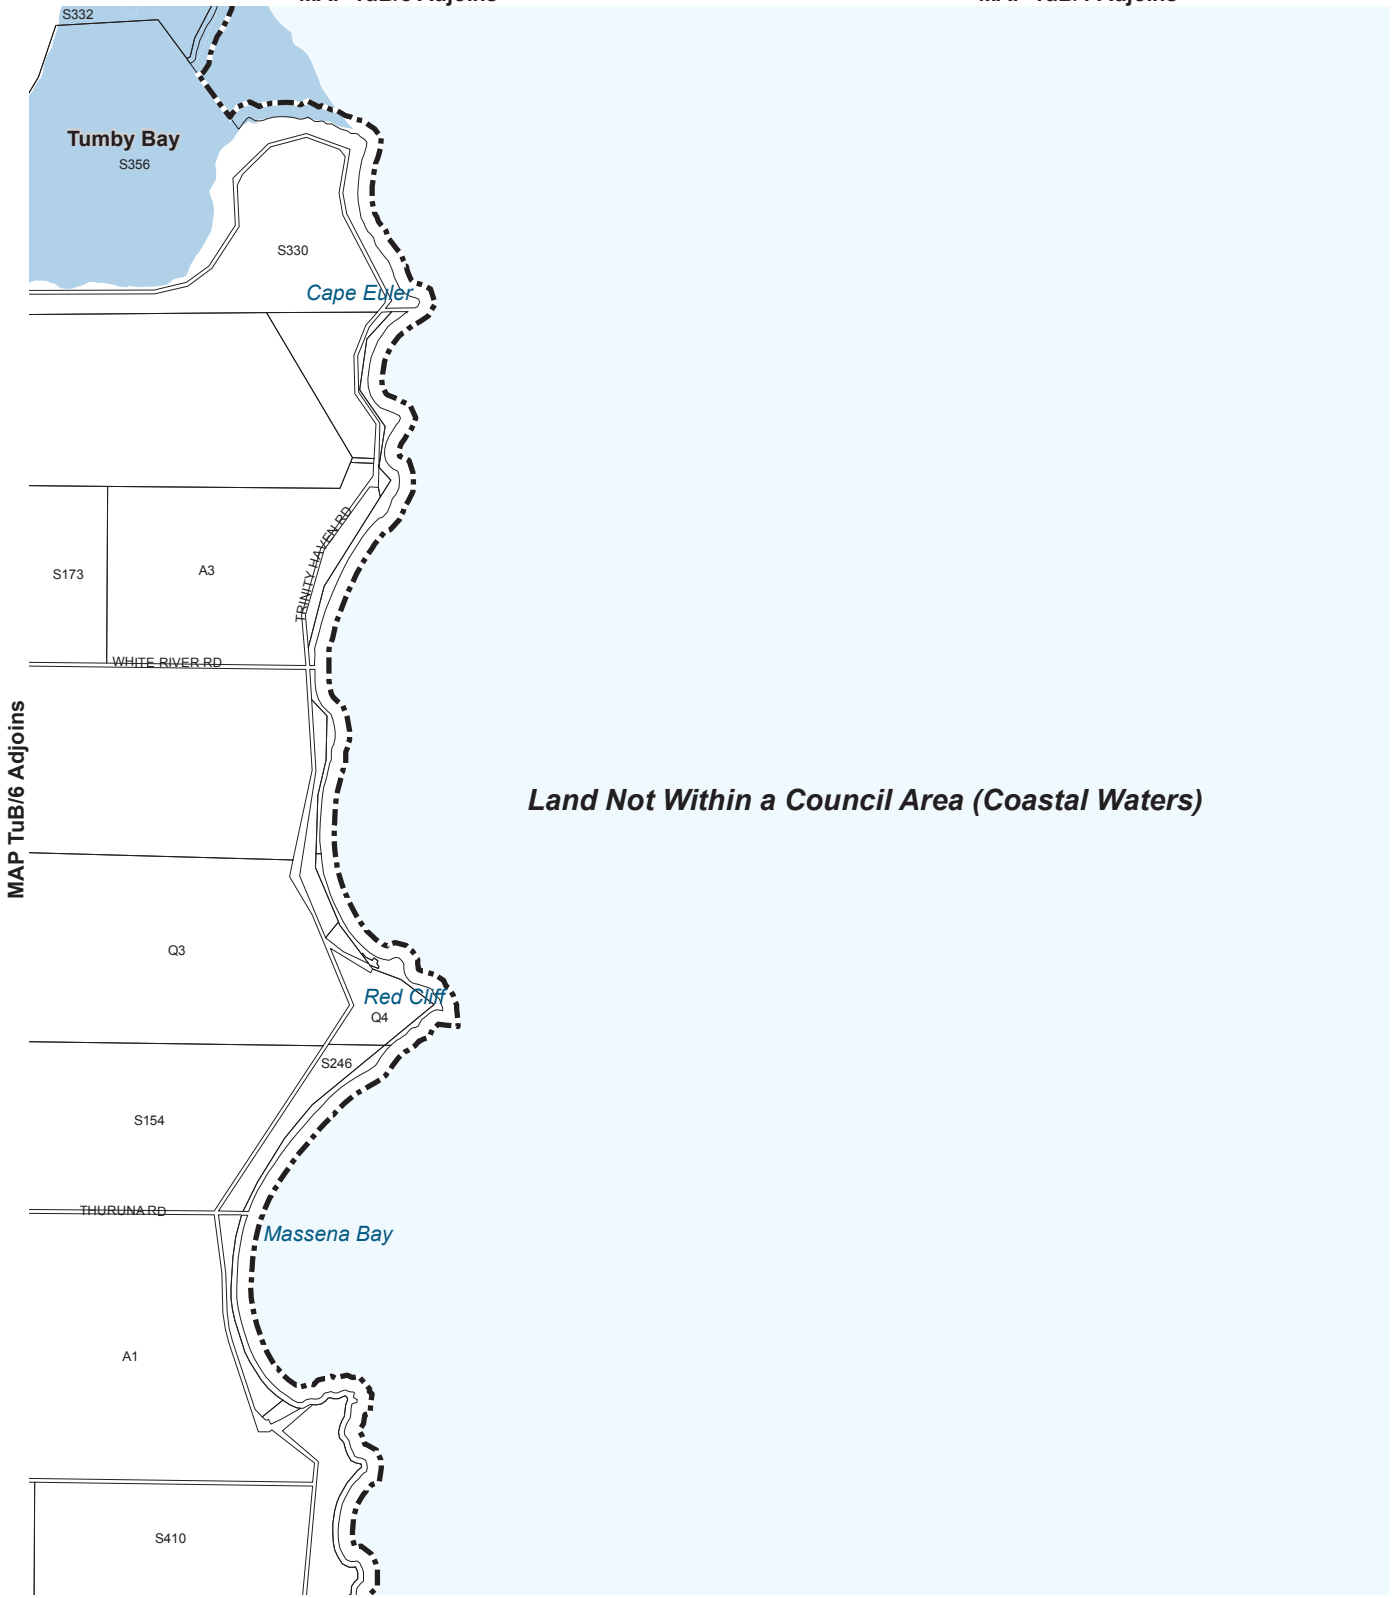 S332
Tumby Bay
S356
S330
Cape Euler
TRINITY HAVEN RD
S173
A3
WHITE RIVER RD
MAP TuB/6 Adjoins
Land Not Within a Council Area (Coastal Waters)
Q3
Red Cliff
Q4
S246
S154
THURUNA RD
Massena Bay
A1
S410